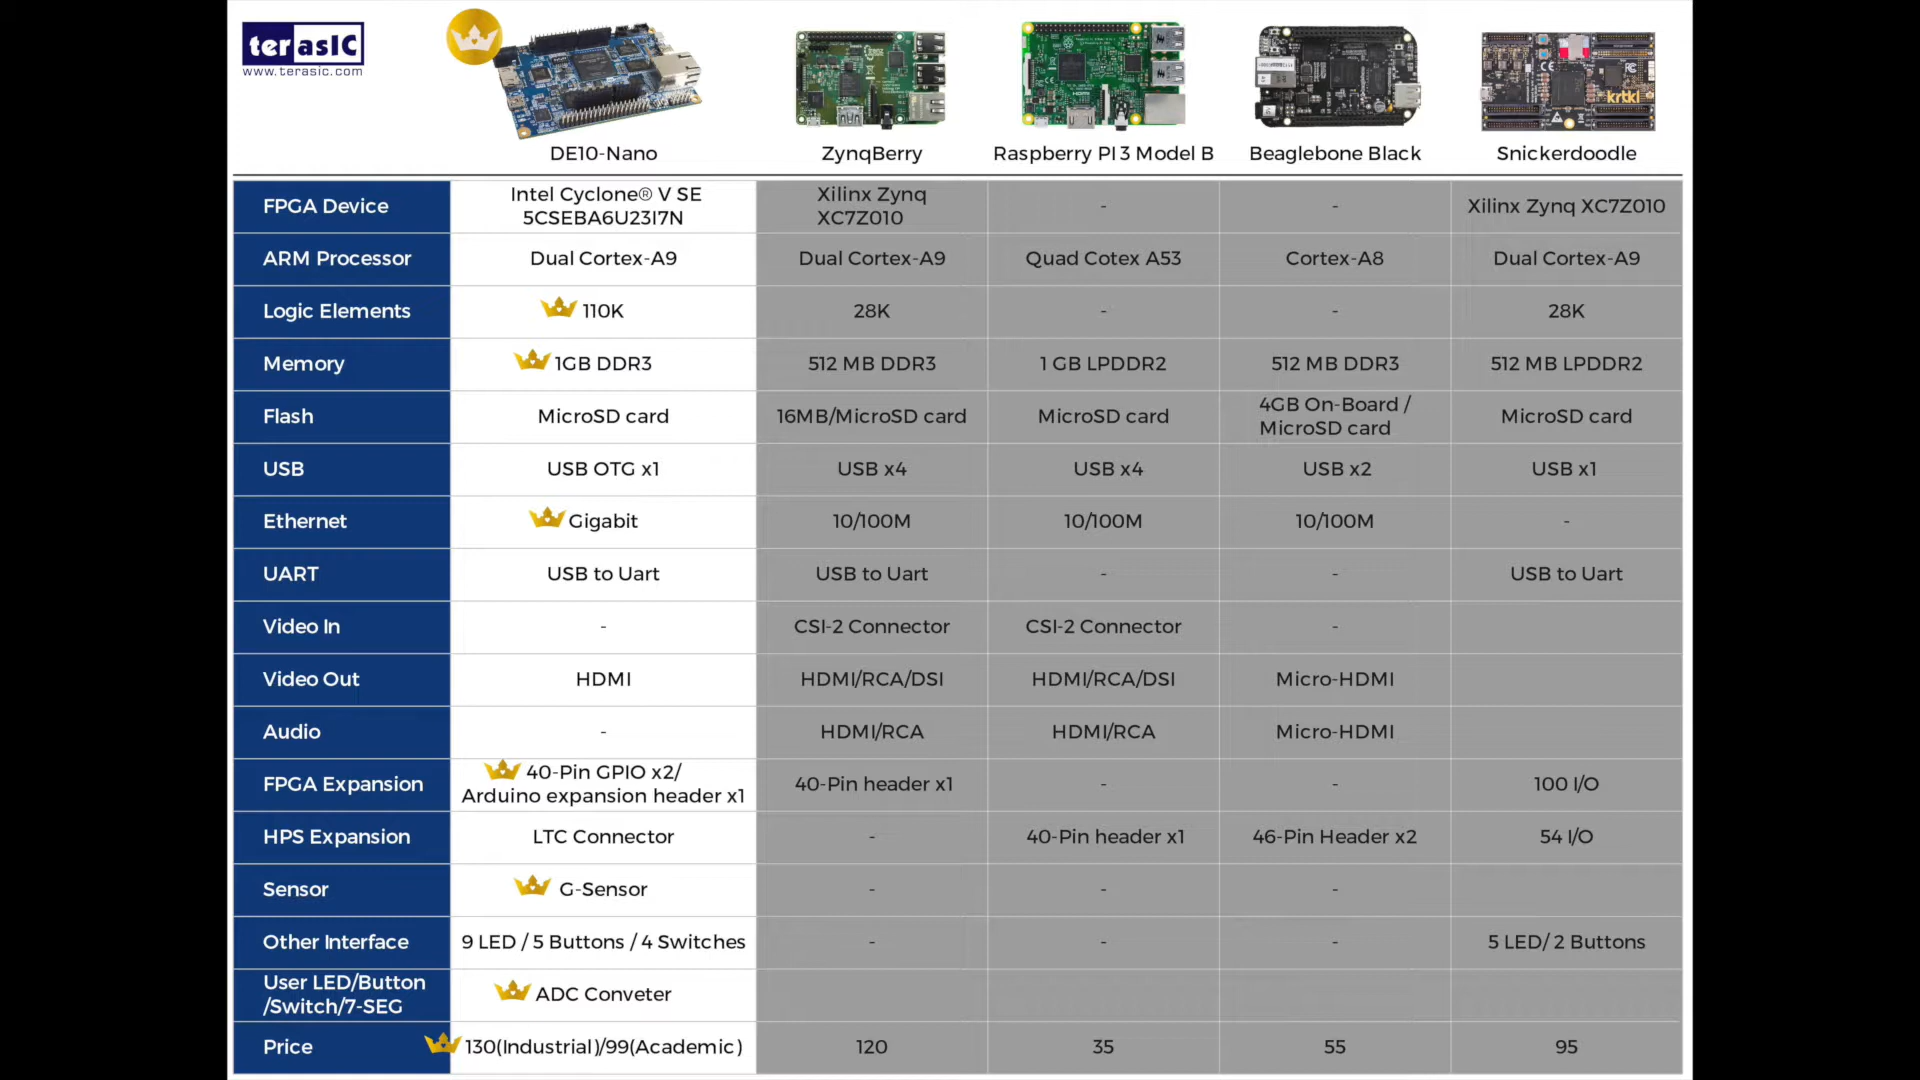 terasIC
www.terasic.com
DE10-Nano
ZynqBerry
Raspberry PI 3 Model B
Beaglebone Black
Snickerdoodle
krtkl
FPGA Device
Intel Cyclone® V SE
5CSEBA6U23I7N
Xilinx Zynq
XC7Z010
-
-
Xilinx Zynq XC7Z010
ARM Processor
Dual Cortex-A9
Dual Cortex-A9
Quad Cotex A53
Cortex-A8
Dual Cortex-A9
Logic Elements
110K
28K
-
-
28K
Memory
1GB DDR3
512 MB DDR3
1 GB LPDDR2
512 MB DDR3
512 MB LPDDR2
Flash
MicroSD card
16MB/MicroSD card
MicroSD card
4GB On-Board /
MicroSD card
MicroSD card
USB
USB OTG x1
USB x4
USB x4
USB x2
USB x1
Ethernet
Gigabit
10/100M
10/100M
10/100M
-
UART
USB to Uart
USB to Uart
-
-
USB to Uart
Video In
-
CSI-2 Connector
CSI-2 Connector
-
Video Out
HDMI
HDMI/RCA/DSI
HDMI/RCA/DSI
Micro-HDMI
Audio
-
HDMI/RCA
HDMI/RCA
Micro-HDMI
FPGA Expansion
40-Pin GPIO x2/
Arduino expansion header x1
40-Pin header x1
-
-
100 I/O
HPS Expansion
LTC Connector
-
40-Pin header x1
46-Pin Header x2
54 I/O
Sensor
G-Sensor
-
-
-
Other Interface
9 LED / 5 Buttons / 4 Switches
-
-
-
5 LED/ 2 Buttons
User LED/Button
/Switch/7-SEG
ADC Conveter
Price
130(Industrial)/99(Academic)
120
35
55
95